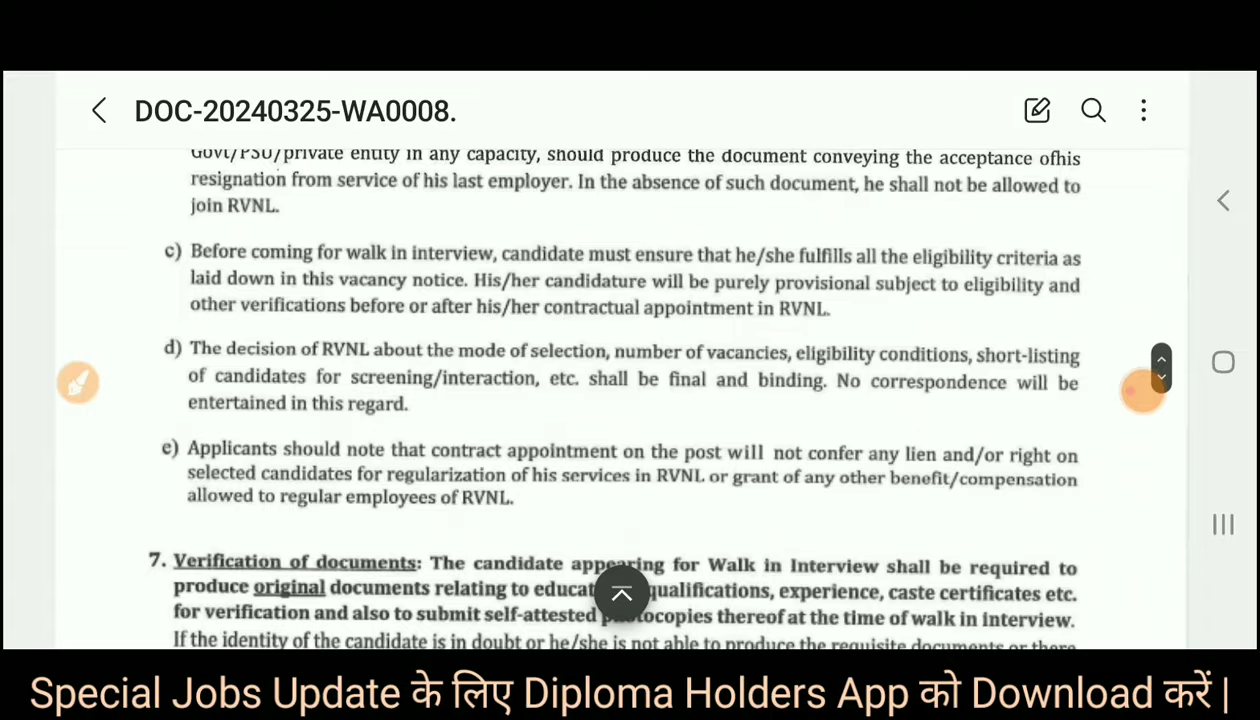 DOC-20240325-WA0008.
Govt/PSU/private entity in any capacity, should produce the document conveying the acceptance ofhis
resignation from service of his last employer. In the absence of such document, he shall not be allowed to
join RVNL.
c) Before coming for walk in interview, candidate must ensure that he/she fulfills all the eligibility criteria as
laid down in this vacancy notice. His/her candidature will be purely provisional subject to eligibility and
other verifications before or after his/her contractual appointment in RVNL.
d) The decision of RVNL about the mode of selection, number of vacancies, eligibility conditions, short-listing
of candidates for screening/interaction, etc. shall be final and binding. No correspondence will be
entertained in this regard.
e) Applicants should note that contract appointment on the post will not confer any lien and/or right on
selected candidates for regularization of his services in RVNL or grant of any other benefit/compensation
allowed to regular employees of RVNL.
7. Verification of documents: The candidate appearing for Walk in Interview shall be required to
produce original documents relating to educat qualifications, experience, caste certificates etc.
for verification and also to submit self-attested photocopies thereof at the time of walk in interview.
If the identity of the candidate is in doubt or he/she is not able to produce the requisite documents or there
Special Jobs Update के लिए Diploma Holders App को Download करें |